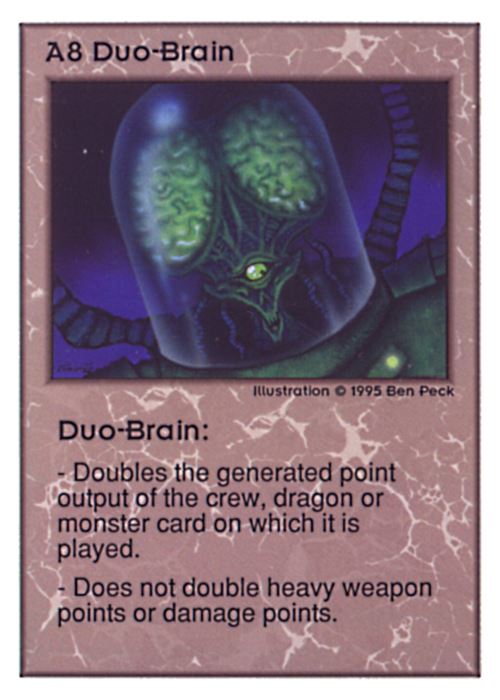 A8 Duo-Brain
Illustration © 1995 Ben Peck
Duo-Brain:
- Doubles the generated point
output of the crew, dragon or
monster card on which it is
played.
- Does not double heavy weapon
points or damage points.